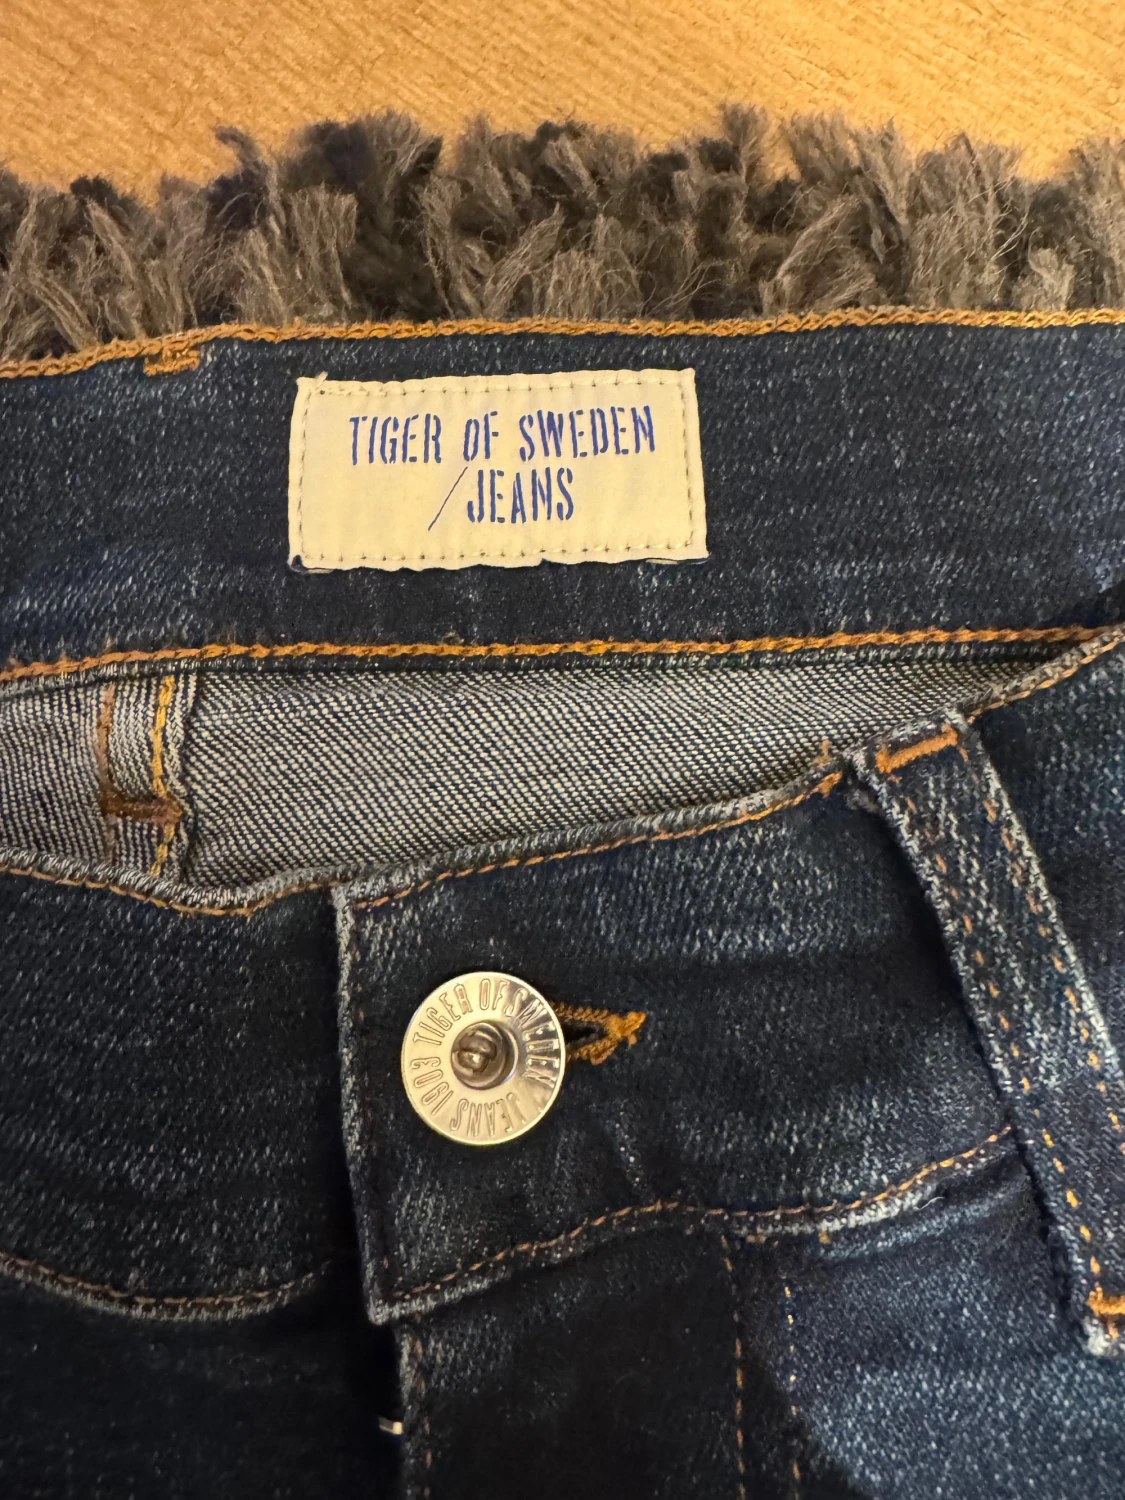 TIGER OF SWEDEN
/JEANS
TIGER OF SWEDEN JEANS 1903